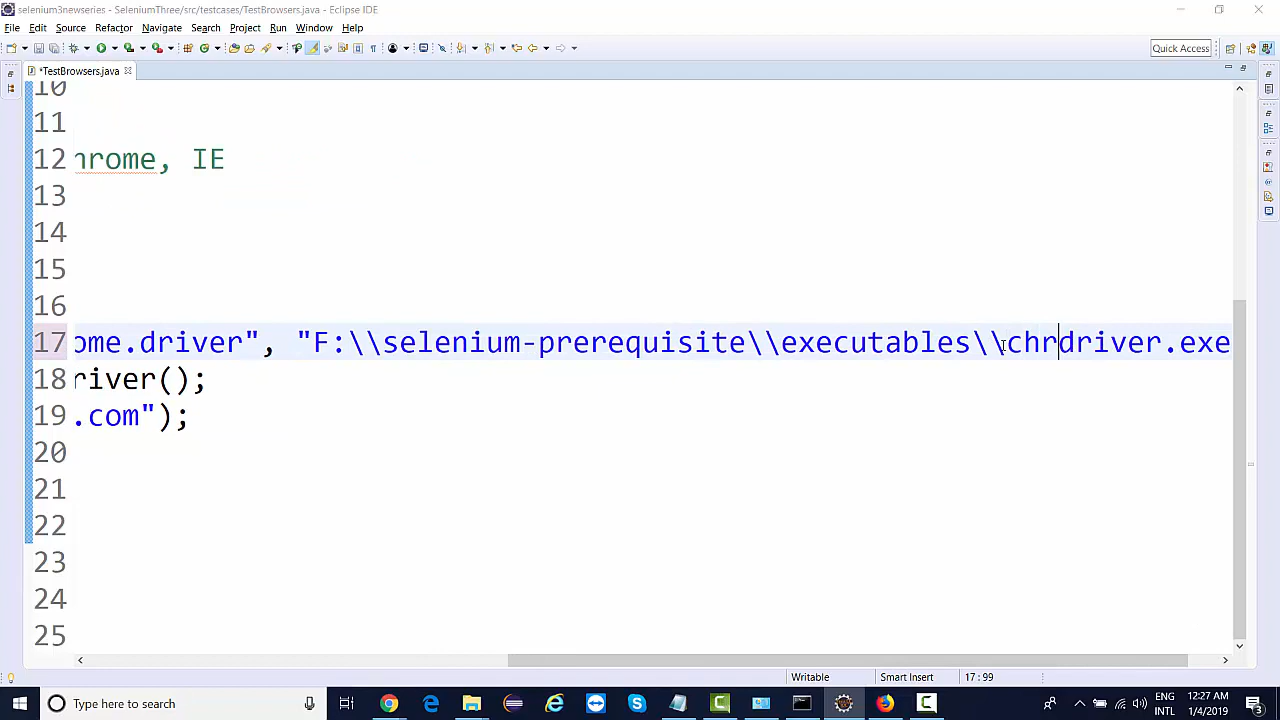 selenium3newseries - SeleniumThree/src/testcases/TestBrowsers.java - Eclipse IDE
File Edit Source Refactor Navigate Search Project Run Window Help
Quick Access
*TestBrowsers.java
10
11
12 hrome, IE
13
14
15
16
17 ome.driver", "F:\\selenium-prerequisite\\executables\\chrdriver.exe
18 river();
19 .com");
20
21
22
23
24
25
Writable Smart Insert 17 : 99
Type here to search
ENG 12:27 AM
INTL 1/4/2019 3